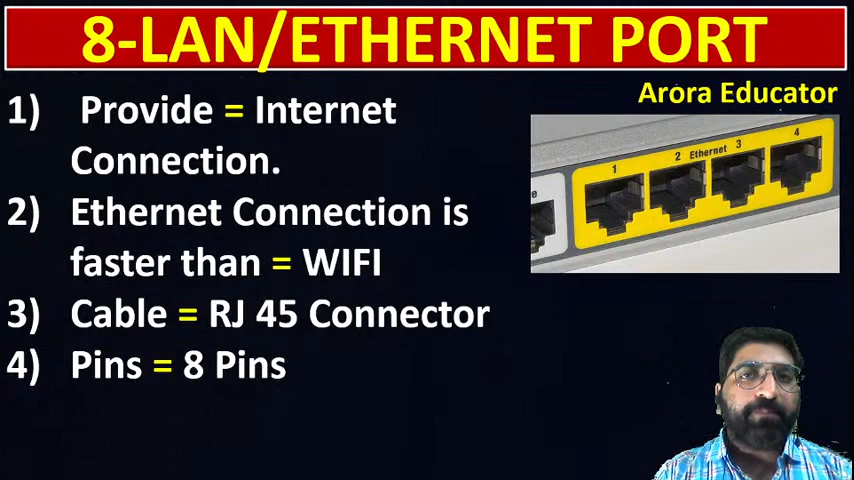 8-LAN/ETHERNET PORT
Arora Educator
1) Provide = Internet
Connection.
2) Ethernet Connection is
faster than = WIFI
3) Cable = RJ 45 Connector
4) Pins = 8 Pins
1 2 Ethernet 3 4
e